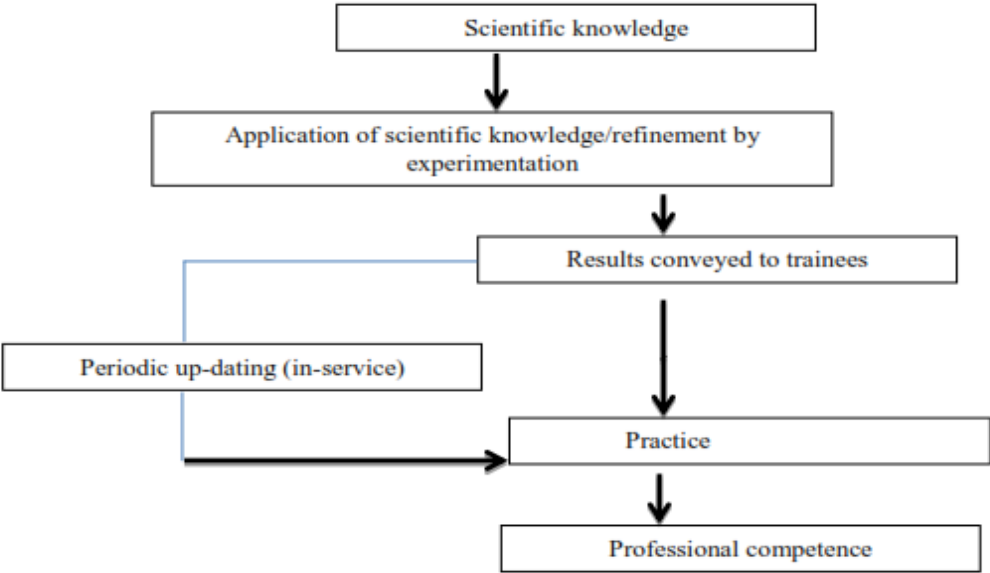 Scientific knowledge
Application of scientific knowledge/refinement by
experimentation
Results conveyed to trainees
Periodic up-dating (in-service)
Practice
Professional competence